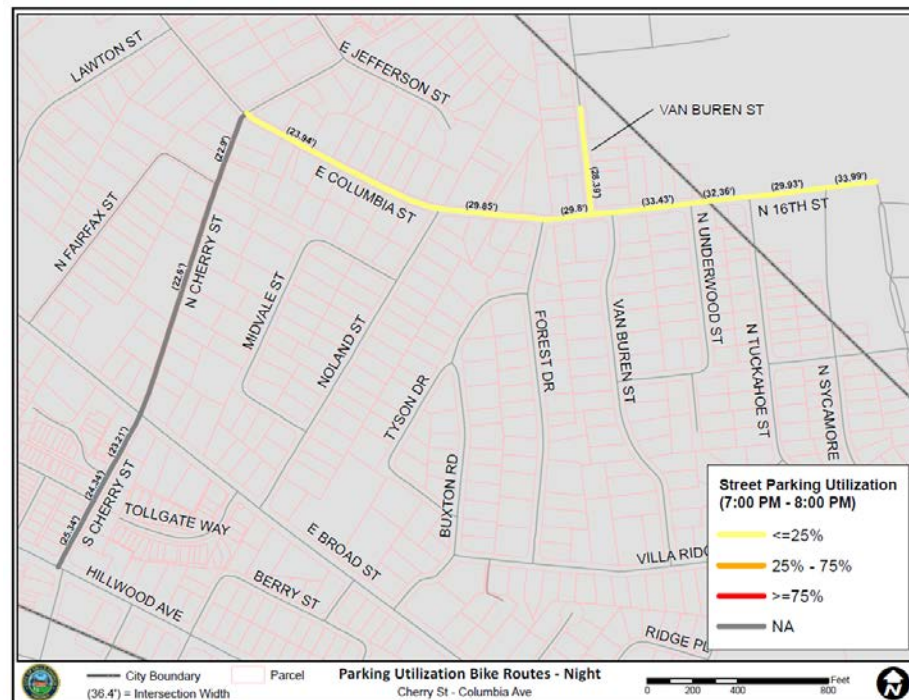 LAWTON ST
E JEFFERSON ST
VAN BUREN ST
(22.9')
(23.94')
E COLUMBIA ST
(29.85')
(29.8')
(28.39')
(33.43')
(32.36')
(29.93')
(33.99')
N 16TH ST
N FAIRFAX ST
N CHERRY ST
(22.5')
MIDVALE ST
NOLAND ST
TYSON DR
BUXTON RD
FOREST DR
VAN BUREN ST
N UNDERWOOD ST
N TUCKAHOE ST
N SYCAMORE
(23.21')
(24.34')
(25.34')
S CHERRY ST
TOLLGATE WAY
E BROAD ST
HILLWOOD AVE
BERRY ST
VILLA RIDG
RIDGE PL
Street Parking Utilization
(7:00 PM - 8:00 PM)
<=25%
25% - 75%
>=75%
NA
City Boundary
Parcel
(36.4') = Intersection Width
Parking Utilization Bike Routes - Night
Cherry St - Columbia Ave
Feet
0 200 400 800
N